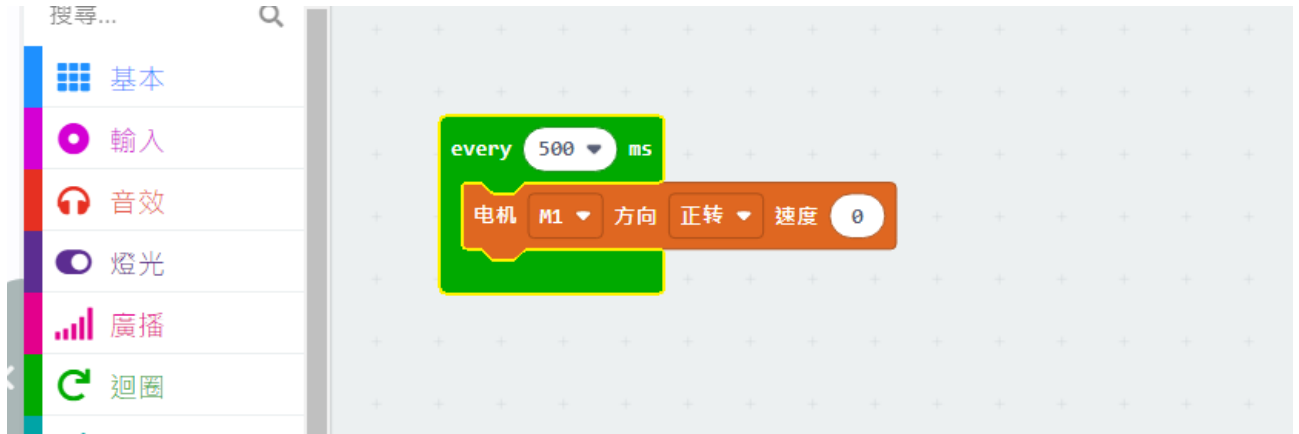 搜尋...
基本
輸入
音效
燈光
廣播
迴圈
every 500 ms
电机 M1 方向 正转 速度 0